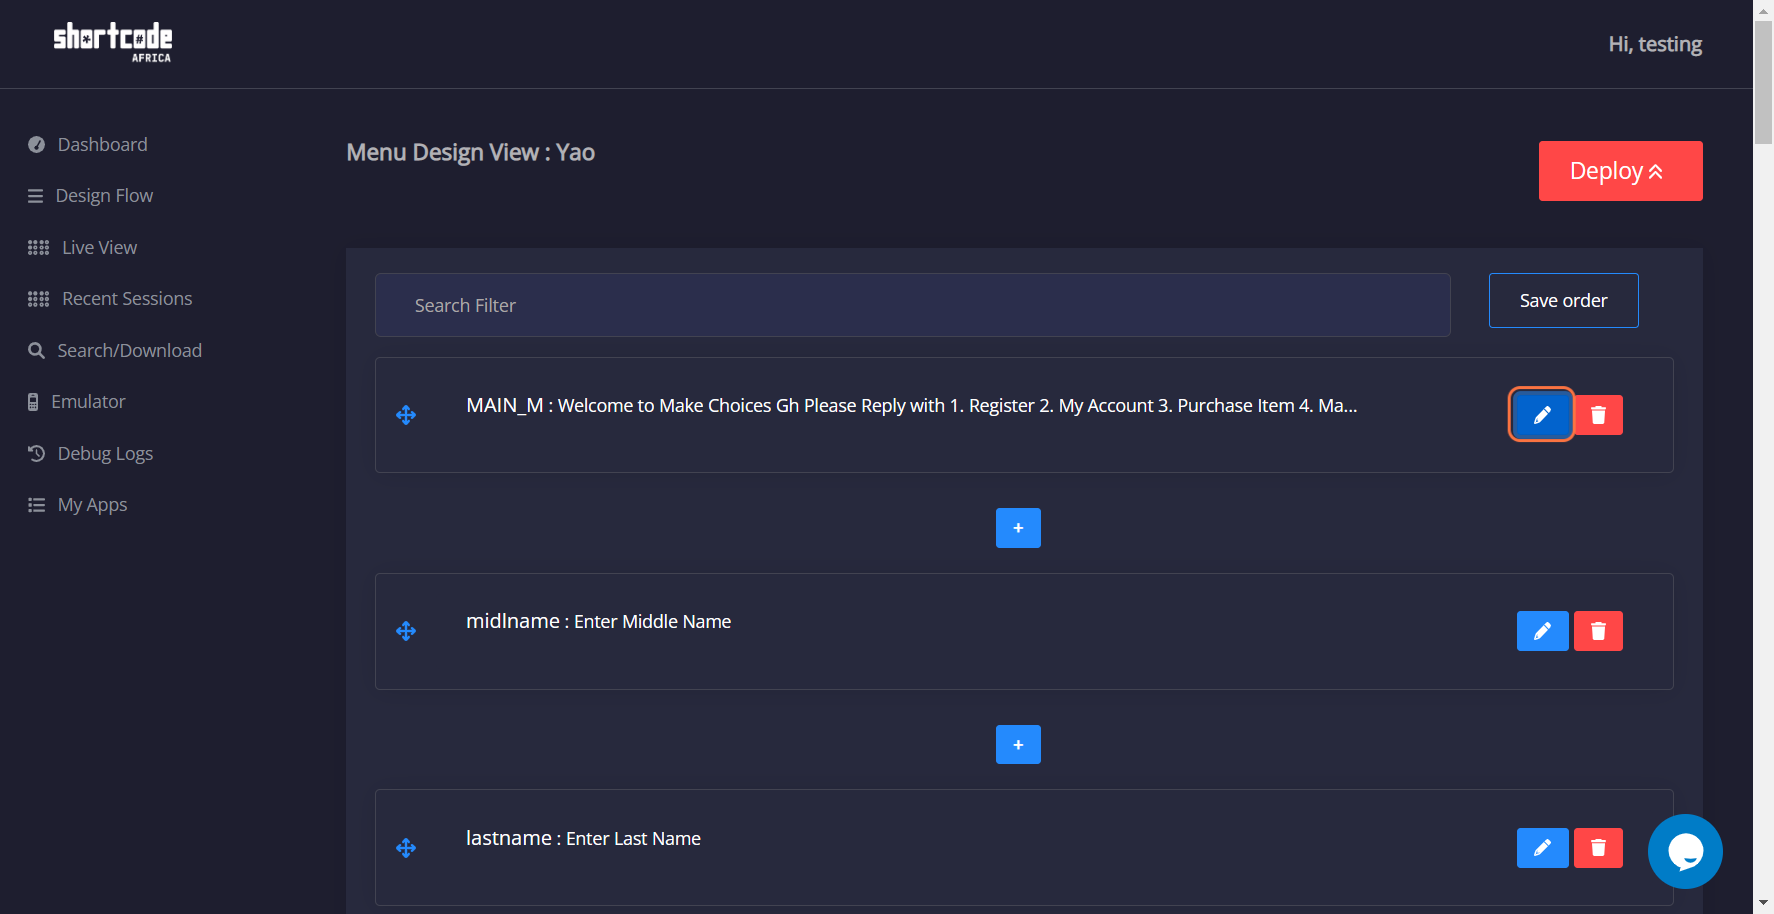 shortcode
AFRICA
Hi, testing
Dashboard
Design Flow
Live View
Recent Sessions
Search/Download
Emulator
Debug Logs
My Apps
Menu Design View : Yao
Deploy
Search Filter
Save order
MAIN_M : Welcome to Make Choices Gh Please Reply with 1. Register 2. My Account 3. Purchase Item 4. Ma...
+
midlname : Enter Middle Name
+
lastname : Enter Last Name